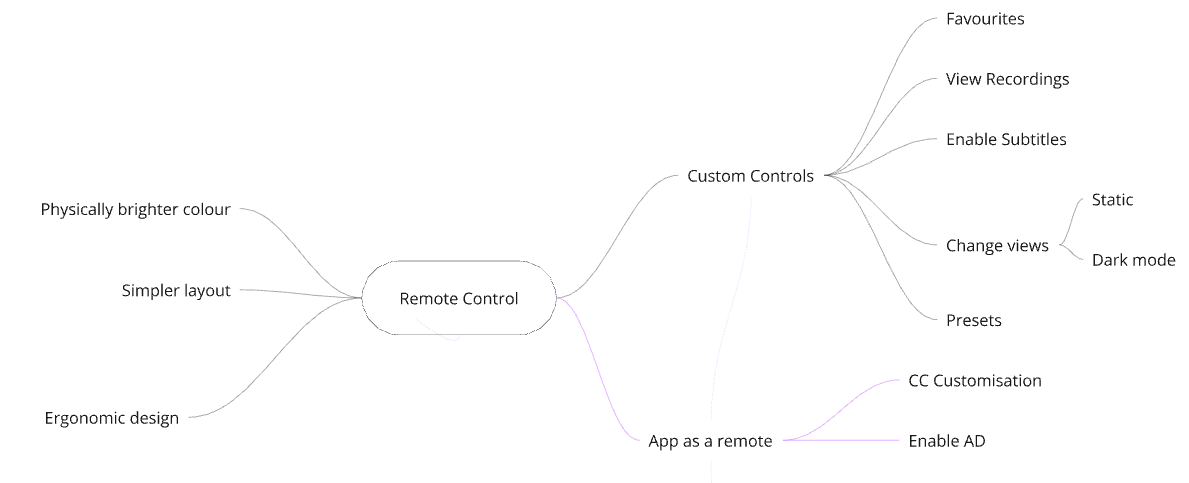 Favourites
View Recordings
Enable Subtitles
Custom Controls
Static
Physically brighter colour
Change views
Dark mode
Simpler layout
Remote Control
Presets
CC Customisation
Ergonomic design
App as a remote
Enable AD